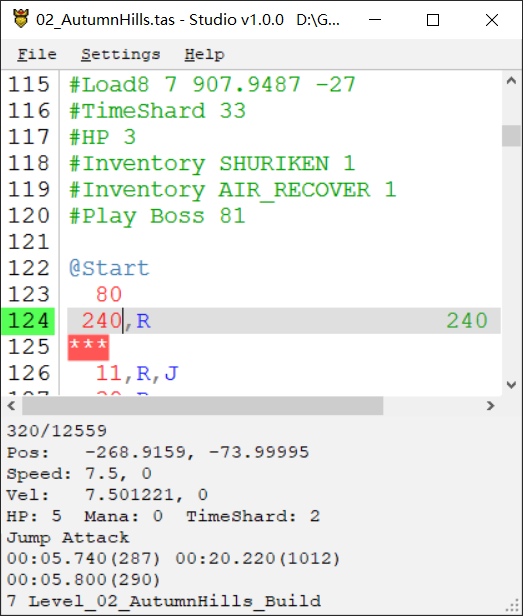 02_AutumnHills.tas - Studio v1.0.0 D:\G...
File Settings Help
115 #Load8 7 907.9487 -27
116 #TimeShard 33
117 #HP 3
118 #Inventory SHURIKEN 1
119 #Inventory AIR_RECOVER 1
120 #Play Boss 81
121
122 @Start
123 80
124 240,R 240
125 ***
126 11,R,J
320/12559
Pos: -268.9159, -73.99995
Speed: 7.5, 0
Vel: 7.501221, 0
HP: 5 Mana: 0 TimeShard: 2
Jump Attack
00:05.740(287) 00:20.220(1012)
00:05.800(290)
7 Level_02_AutumnHills_Build